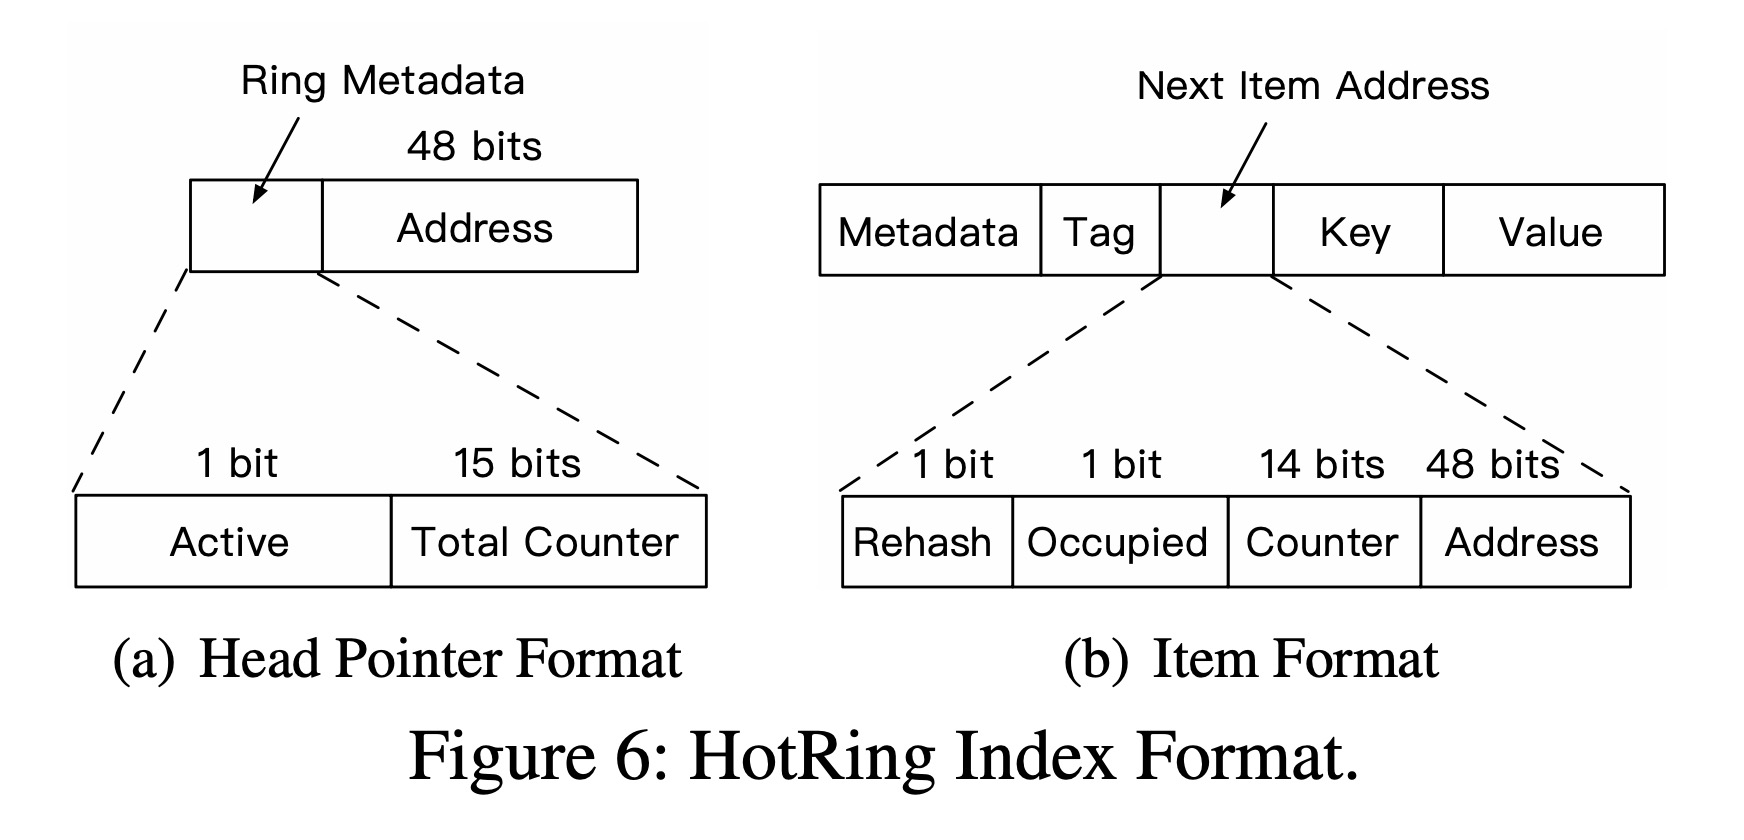 Ring Metadata
48 bits
Address
1 bit
15 bits
Active
Total Counter
(a) Head Pointer Format
Next Item Address
Metadata
Tag
Key
Value
1 bit
1 bit
14 bits
48 bits
Rehash
Occupied
Counter
Address
(b) Item Format
Figure 6: HotRing Index Format.